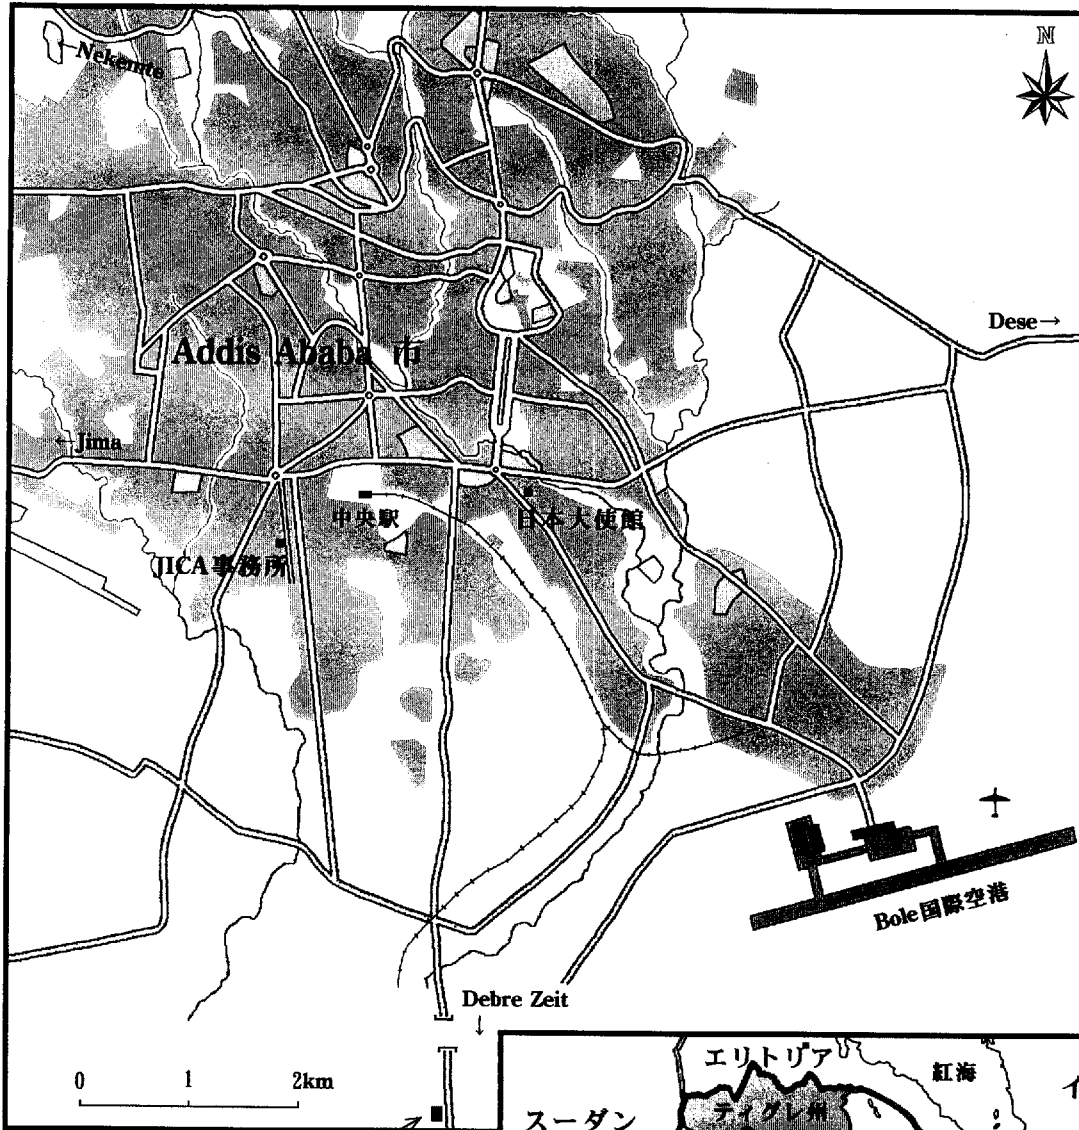 N
←Nekemte
Dese→
Addis Ababa 市
←Jima
中央駅
日本大使館
JICA事務所
Bole国際空港
Debre Zeit
↓
0 1 2km
エリトリア
紅海
イ
スーダン
ティグレ州